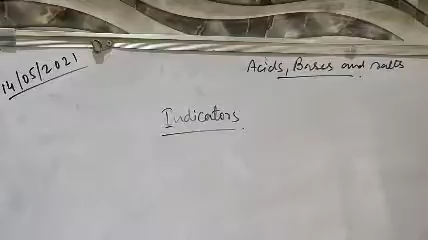 14/05/2021
Acids, Bases and salts
Indicators.